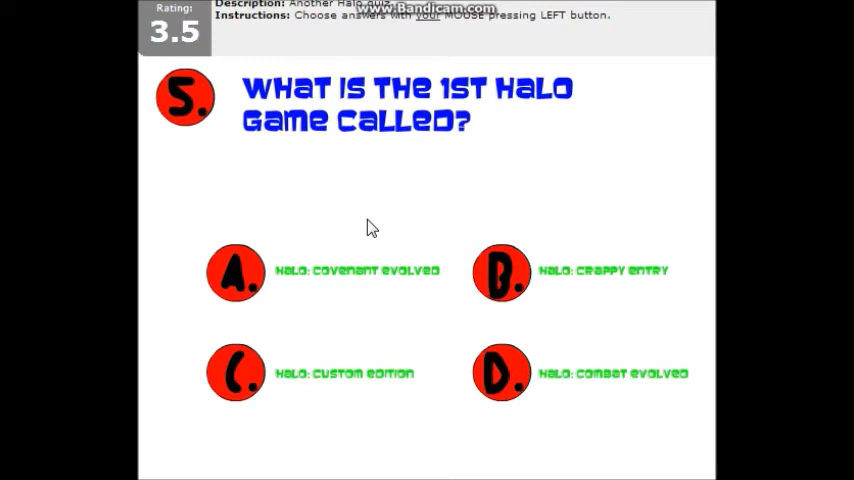 Rating:
3.5
Description: Another Halo quiz
www.Bandicam.com
Instructions: Choose answers with your MOUSE pressing LEFT button.
5.
WHAT IS THE 1ST HALO
GAME CALLED?
A.
HALO: COVENANT EVOLVED
B.
HALO: CRAPPY ENTRY
C.
HALO: CUSTOM EDITION
D.
HALO: COMBAT EVOLVED